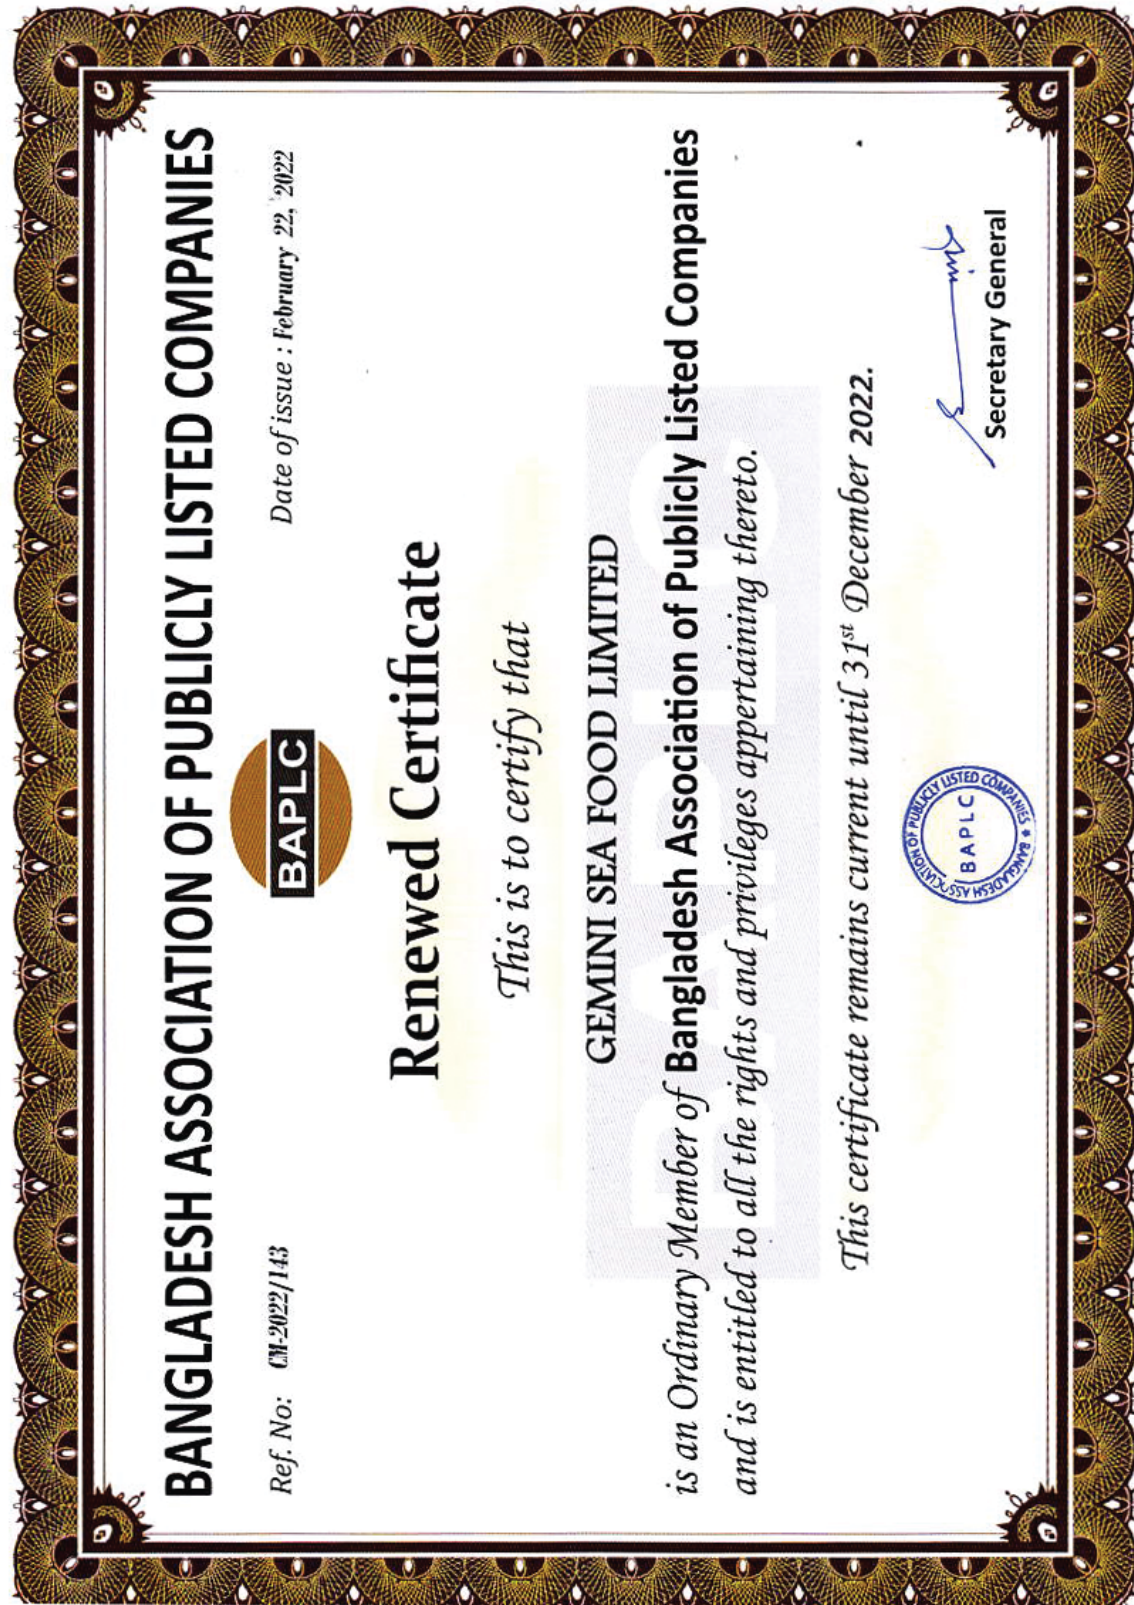 BANGLADESH ASSOCIATION OF PUBLICLY LISTED COMPANIES
Ref. No: CM-2022/143
BAPLC
Date of issue : February 22, 2022
Renewed Certificate
This is to certify that
GEMINI SEA FOOD LIMITED
is an Ordinary Member of Bangladesh Association of Publicly Listed Companies
and is entitled to all the rights and privileges appertaining thereto.
This certificate remains current until 31st December 2022.
BANGLADESH ASSOCIATION OF PUBLICLY LISTED COMPANIES *
BAPLC
Secretary General
BAPLC